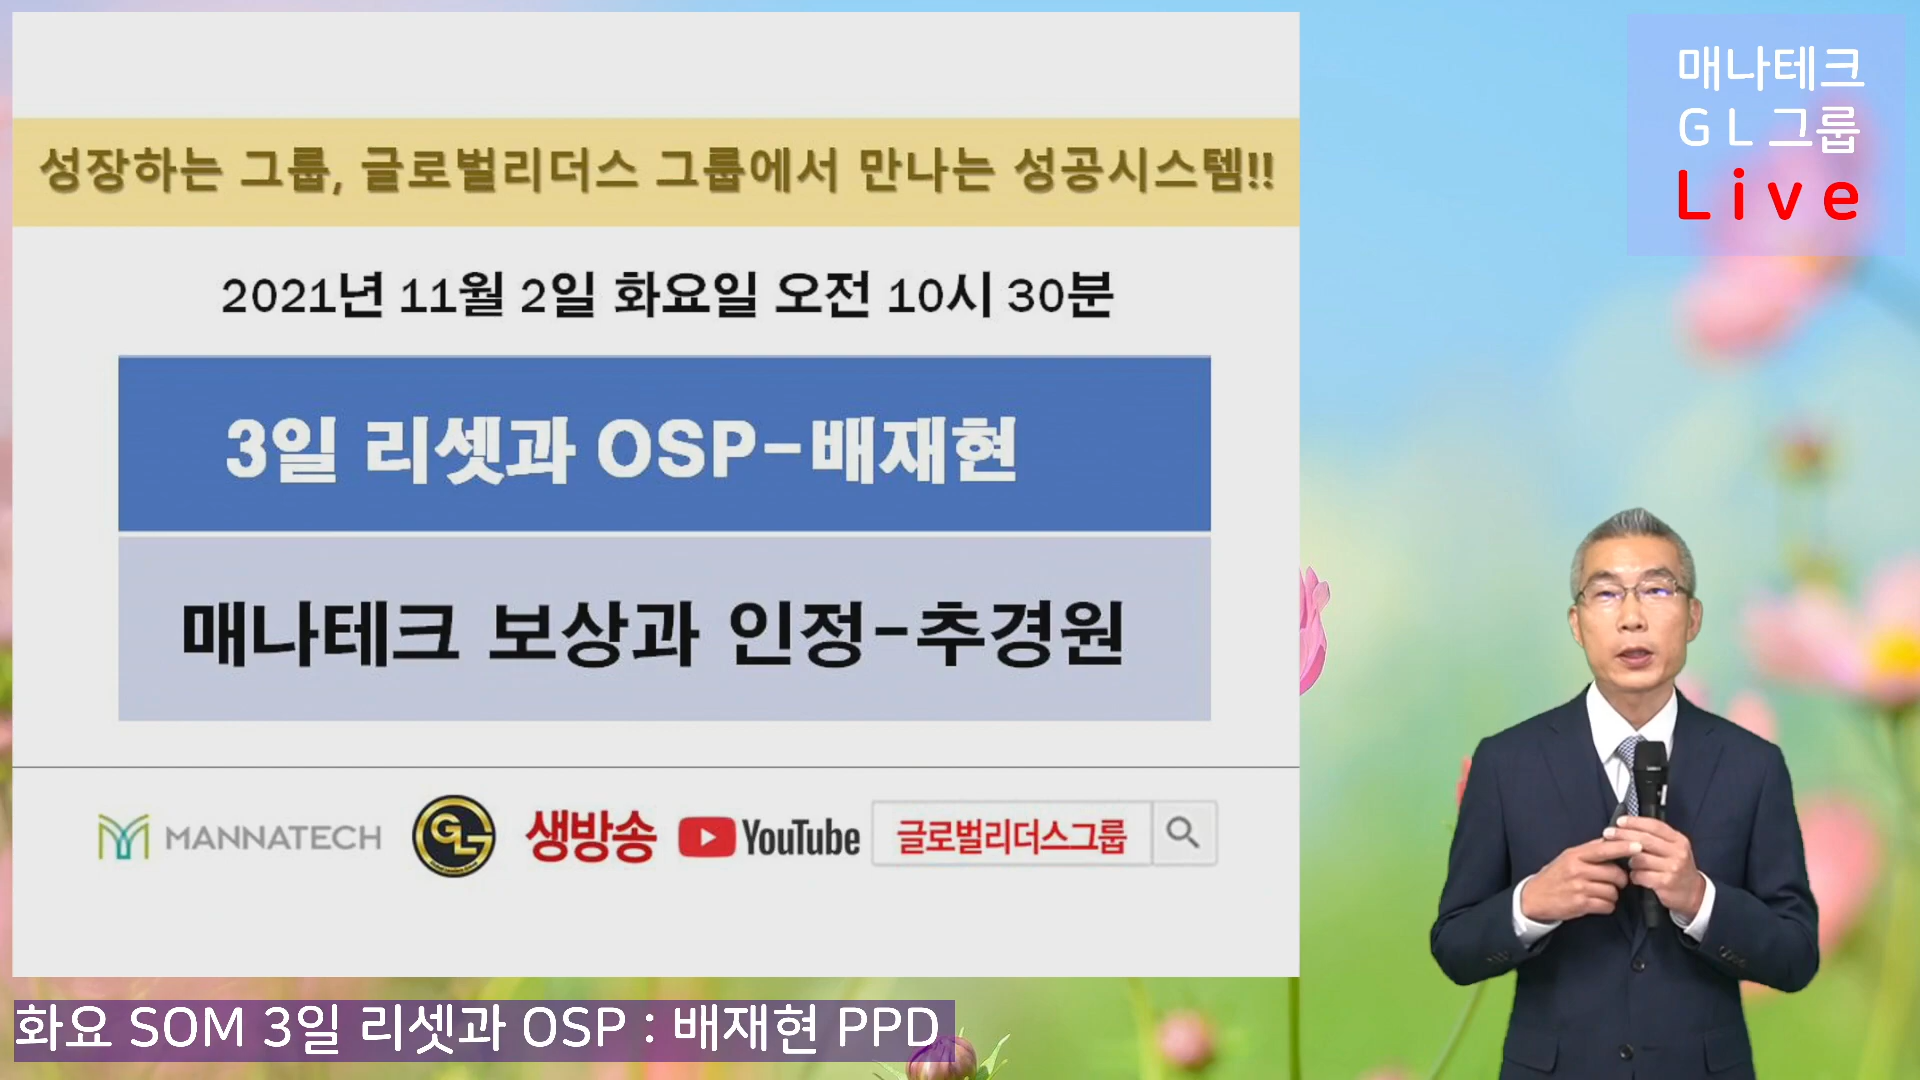 성장하는 그룹, 글로벌리더스 그룹에서 만나는 성공시스템!!
2021년 11월 2일 화요일 오전 10시 30분
3일 리셋과 OSP-배재현
매나테크 보상과 인정-추경원
MANNATECH
GLG
생방송
YouTube
글로벌리더스그룹
매나테크
GL그룹
Live
화요 SOM 3일 리셋과 OSP : 배재현 PPD